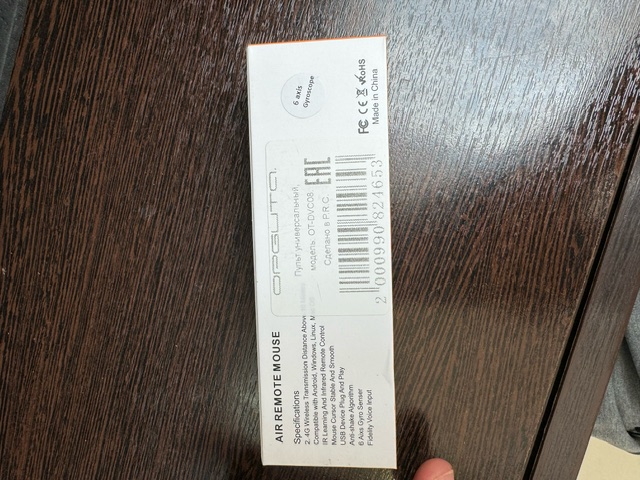 AIR REMOTE MOUSE
Specifications
2.4G Wireless Transmission Distance Above
Compatible with Android, Windows, Linux, M
IR Learning And Infrared Remote Control
Mouse Cursor Stable And Smooth
USB Device Plug And Play
Anti-shake Algorithm
6 Axis Gyro Senser
Fidelity Voice Input
ОРБИТА.
Пульт универсальный,
модель: OT-DVC08
Сделано в P.R.C.
EAC
2 000990 824653
6 axis
Gyroscope
FC CE RoHS
Made in China